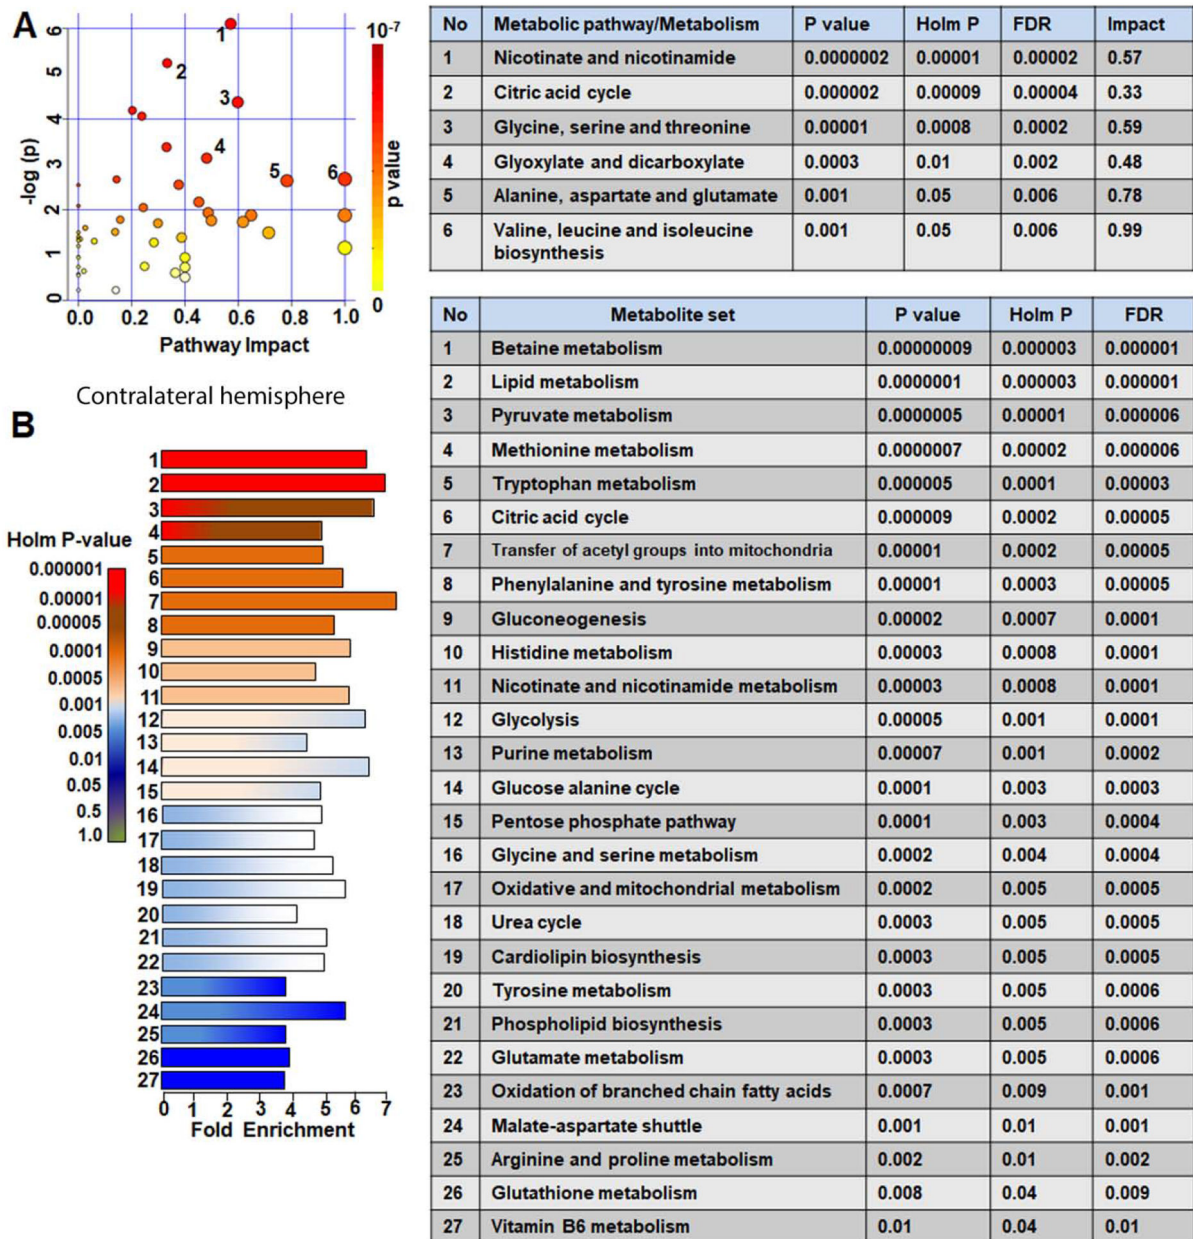 A
6
5
4
3
2
1
0
-log (p)
1
2
3
4
5
6
0.0 0.2 0.4 0.6 0.8 1.0
Pathway Impact
10-7
p value
0
No Metabolic pathway/Metabolism P value Holm P FDR Impact
1 Nicotinate and nicotinamide 0.0000002 0.00001 0.00002 0.57
2 Citric acid cycle 0.000002 0.00009 0.00004 0.33
3 Glycine, serine and threonine 0.00001 0.0008 0.0002 0.59
4 Glyoxylate and dicarboxylate 0.0003 0.01 0.002 0.48
5 Alanine, aspartate and glutamate 0.001 0.05 0.006 0.78
6 Valine, leucine and isoleucine 0.001 0.05 0.006 0.99
biosynthesis
Contralateral hemisphere
B
1
2
3
4
5
6
7
8
9
10
11
12
13
14
15
16
17
18
19
20
21
22
23
24
25
26
27
0 1 2 3 4 5 6 7
Fold Enrichment
Holm P-value
0.000001
0.00001
0.00005
0.0001
0.0005
0.001
0.005
0.01
0.05
0.5
1.0
No Metabolite set P value Holm P FDR
1 Betaine metabolism 0.00000009 0.000003 0.000001
2 Lipid metabolism 0.0000001 0.000003 0.000001
3 Pyruvate metabolism 0.0000005 0.00001 0.000006
4 Methionine metabolism 0.0000007 0.00002 0.000006
5 Tryptophan metabolism 0.000005 0.0001 0.00003
6 Citric acid cycle 0.000009 0.0002 0.00005
7 Transfer of acetyl groups into mitochondria 0.00001 0.0002 0.00005
8 Phenylalanine and tyrosine metabolism 0.00001 0.0003 0.00005
9 Gluconeogenesis 0.00002 0.0007 0.0001
10 Histidine metabolism 0.00003 0.0008 0.0001
11 Nicotinate and nicotinamide metabolism 0.00003 0.0008 0.0001
12 Glycolysis 0.00005 0.001 0.0001
13 Purine metabolism 0.00007 0.001 0.0002
14 Glucose alanine cycle 0.0001 0.003 0.0003
15 Pentose phosphate pathway 0.0001 0.003 0.0004
16 Glycine and serine metabolism 0.0002 0.004 0.0004
17 Oxidative and mitochondrial metabolism 0.0002 0.005 0.0005
18 Urea cycle 0.0003 0.005 0.0005
19 Cardiolipin biosynthesis 0.0003 0.005 0.0005
20 Tyrosine metabolism 0.0003 0.005 0.0006
21 Phospholipid biosynthesis 0.0003 0.005 0.0006
22 Glutamate metabolism 0.0003 0.005 0.0006
23 Oxidation of branched chain fatty acids 0.0007 0.009 0.001
24 Malate-aspartate shuttle 0.001 0.01 0.001
25 Arginine and proline metabolism 0.002 0.01 0.002
26 Glutathione metabolism 0.008 0.04 0.009
27 Vitamin B6 metabolism 0.01 0.04 0.01